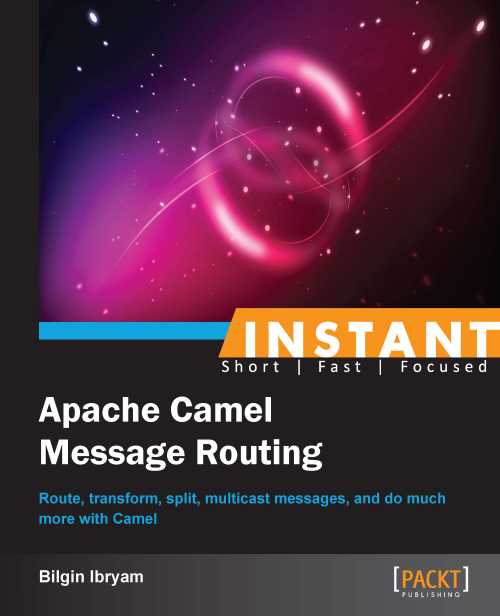 INSTANT
Short | Fast | Focused
Apache Camel
Message Routing
Route, transform, split, multicast messages, and do much
more with Camel
Bilgin Ibryam
[PACKT]
PUBLISHING